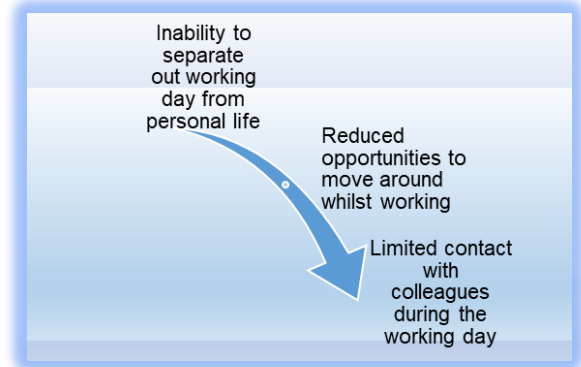 Inability to
separate
out working
day from
personal life
Reduced
opportunities to
move around
whilst working
Limited contact
with
colleagues
during the
working day